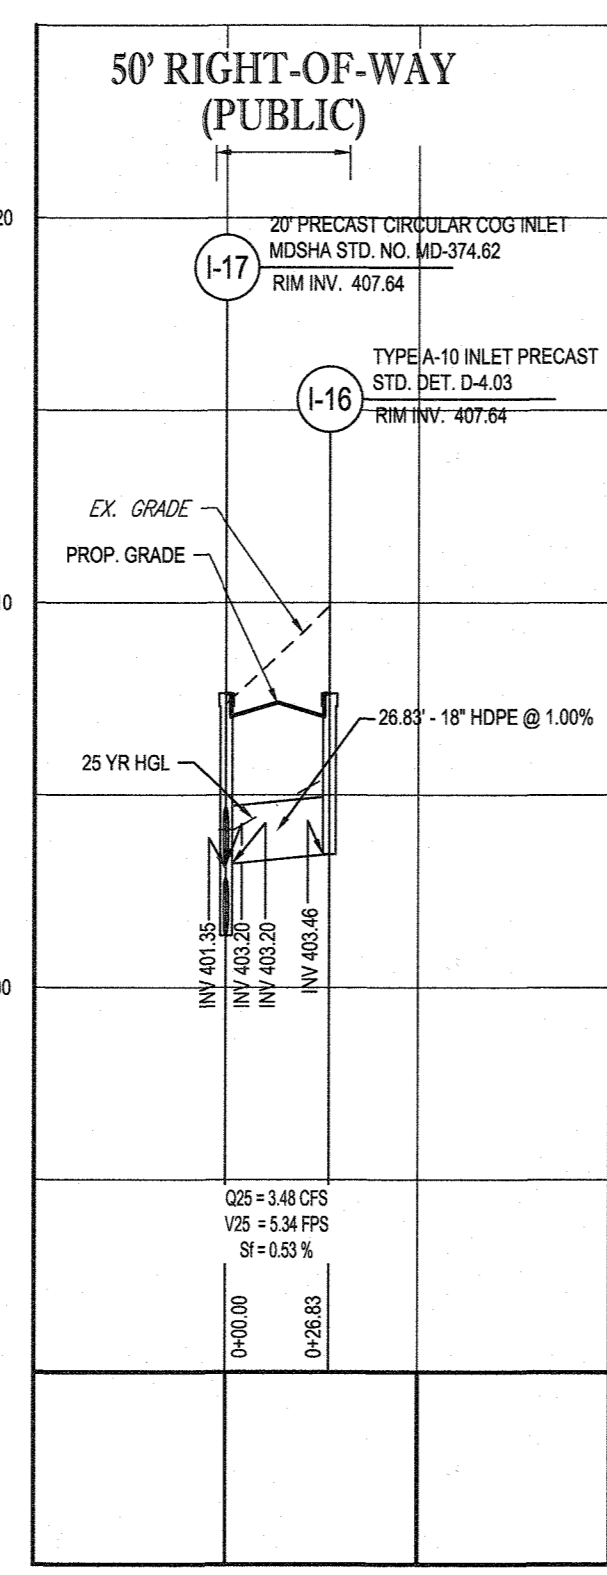 50' RIGHT-OF-WAY
(PUBLIC)
20
20' PRECAST CIRCULAR COG INLET
MDSHA STD. NO. MD-374.62
I-17
RIM INV. 407.64
TYPE A-10 INLET PRECAST
STD. DET. D-4.03
I-16
RIM INV. 407.64
EX. GRADE
PROP. GRADE
26.83' - 18" HDPE @ 1.00%
25 YR HGL
INV 401.35
INV 403.20
INV 403.20
INV 403.46
Q25 = 3.48 CFS
V25 = 5.34 FPS
Sf = 0.53 %
0+00.00
0+26.83